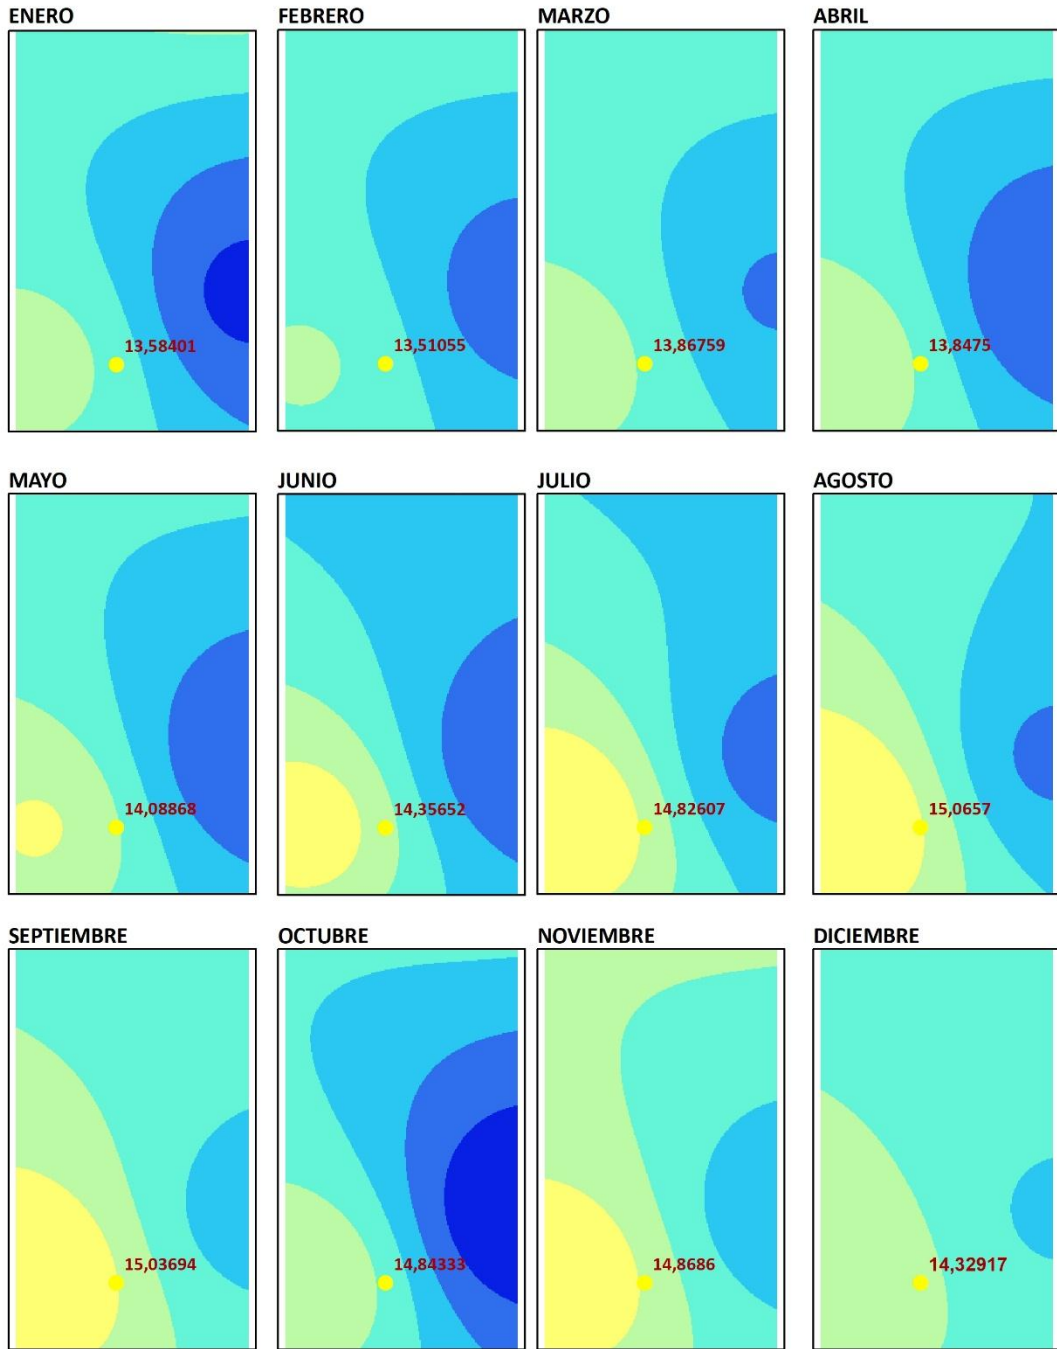 ENERO
FEBRERO
MARZO
ABRIL
13,58401
13,51055
13,86759
13,8475
MAYO
JUNIO
JULIO
AGOSTO
14,08868
14,35652
14,82607
15,0657
SEPTIEMBRE
OCTUBRE
NOVIEMBRE
DICIEMBRE
15,03694
14,84333
14,8686
14,32917